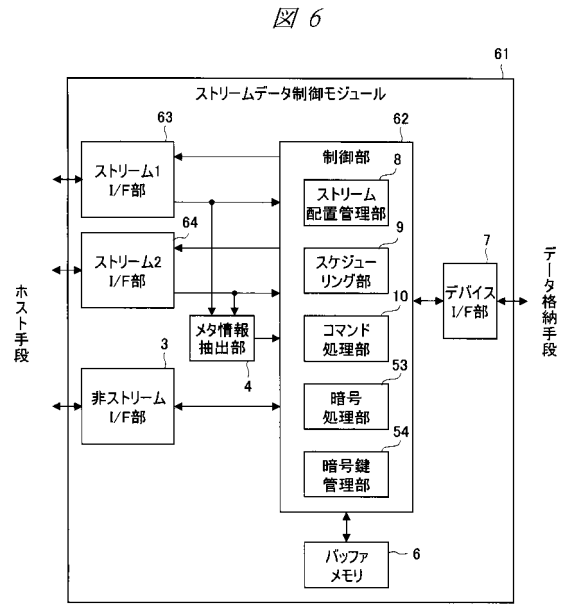 図 6
61
ストリームデータ制御モジュール
63
62
ストリーム1
I/F部
制御部
8
ストリーム
配置管理部
64
ストリーム2
I/F部
9
スケジュー
リング部
7
デバイス
I/F部
データ格納手段
ホスト手段
10
コマンド
処理部
メタ情報
抽出部
4
3
非ストリーム
I/F部
53
暗号
処理部
54
暗号鍵
管理部
バッファ
メモリ
6